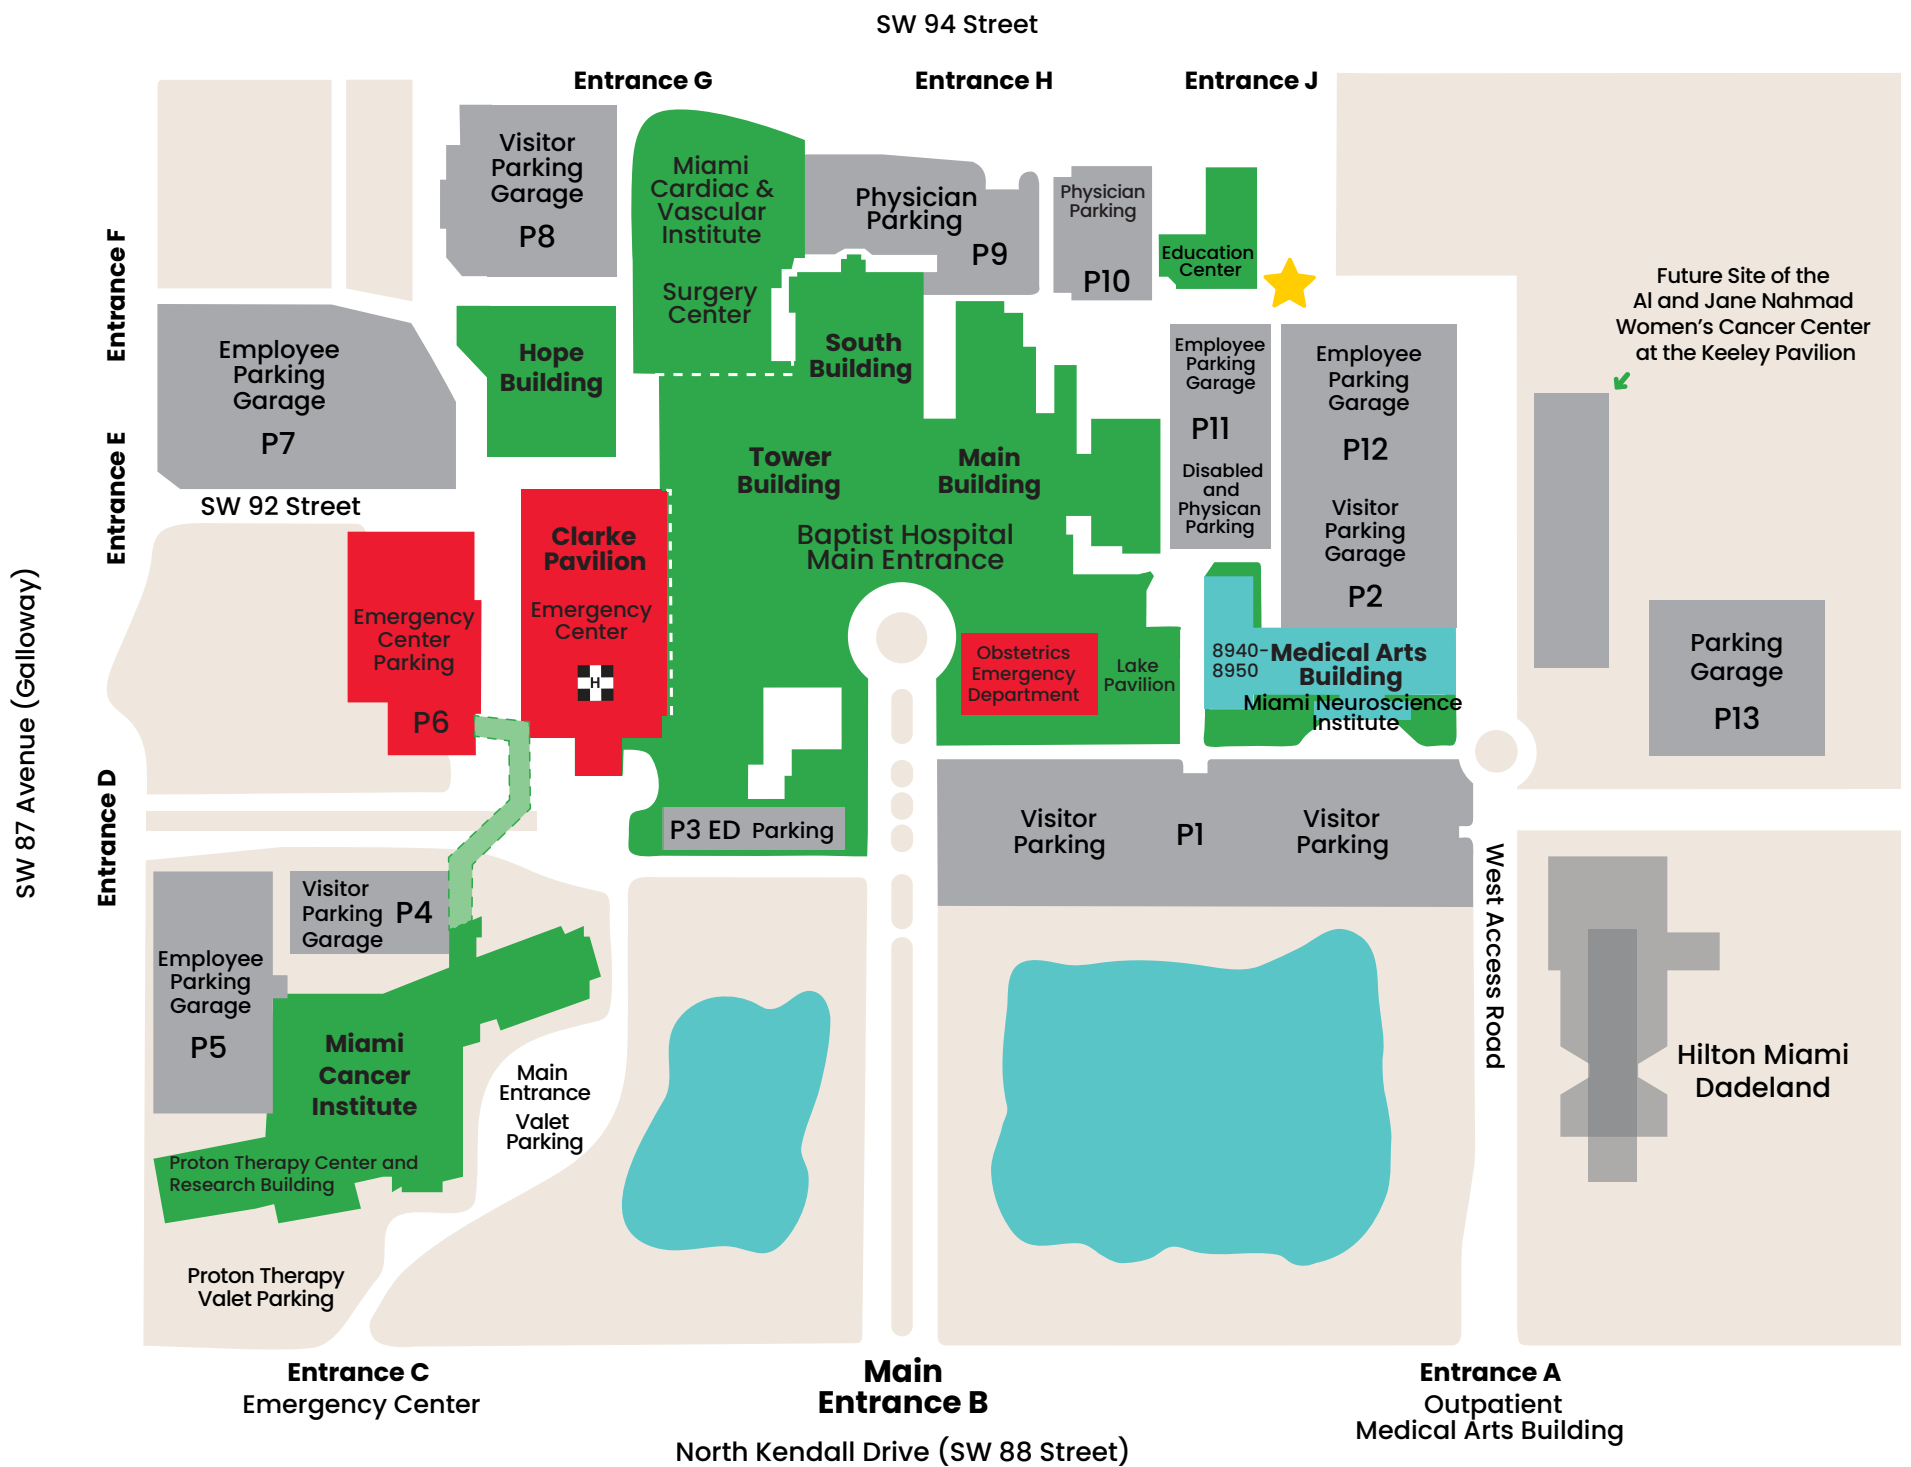 SW 94 Street
Entrance G
Entrance H
Entrance J
Visitor
Parking
Garage
P8
Miami
Cardiac &
Vascular
Institute
Surgery
Center
Physician
Parking
P9
Physician
Parking
P10
Education
Center
Future Site of the
Al and Jane Nahmad
Women's Cancer Center
at the Keeley Pavilion
Entrance F
Employee
Parking
Garage
P7
Hope
Building
South
Building
Employee
Parking
Garage
P11
Disabled
and
Physican
Parking
Employee
Parking
Garage
P12
Visitor
Parking
Garage
P2
Entrance E
SW 92 Street
Tower
Building
Main
Building
Baptist Hospital
Main Entrance
Clarke
Pavilion
Emergency
Center
H
Emergency
Center
Parking
P6
Obstetrics
Emergency
Department
Lake
Pavilion
8940-
8950
Medical Arts
Building
Miami Neuroscience
Institute
Parking
Garage
P13
SW 87 Avenue (Galloway)
Entrance D
P3 ED Parking
Visitor
Parking
P1
Visitor
Parking
West Access Road
Visitor
Parking
Garage
P4
Employee
Parking
Garage
P5
Miami
Cancer
Institute
Main
Entrance
Valet
Parking
Hilton Miami
Dadeland
Proton Therapy Center and
Research Building
Proton Therapy
Valet Parking
Entrance C
Emergency Center
Main
Entrance B
Entrance A
Outpatient
Medical Arts Building
North Kendall Drive (SW 88 Street)